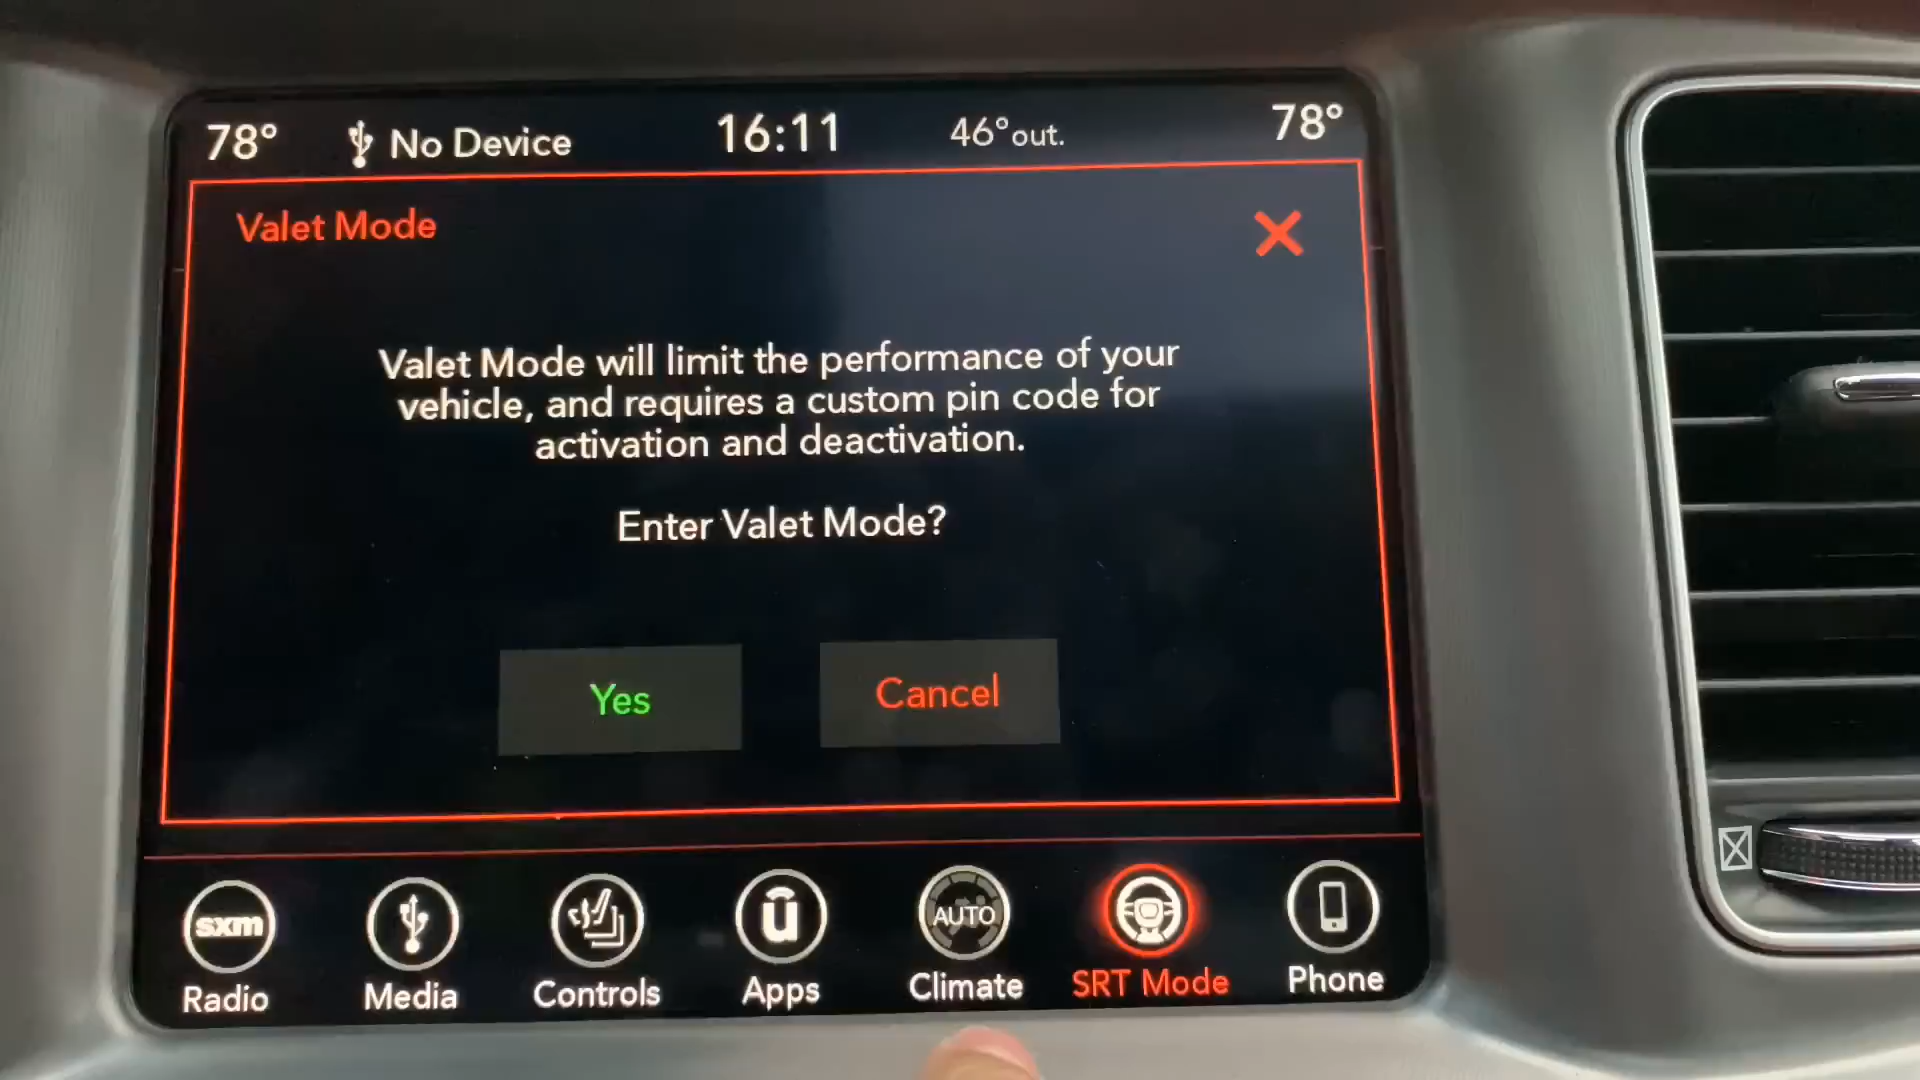 78° No Device 16:11 46°out. 78°
Valet Mode
Valet Mode will limit the performance of your
vehicle, and requires a custom pin code for
activation and deactivation.
Enter Valet Mode?
Yes Cancel
sxm AUTO
Radio Media Controls Apps Climate SRT Mode Phone